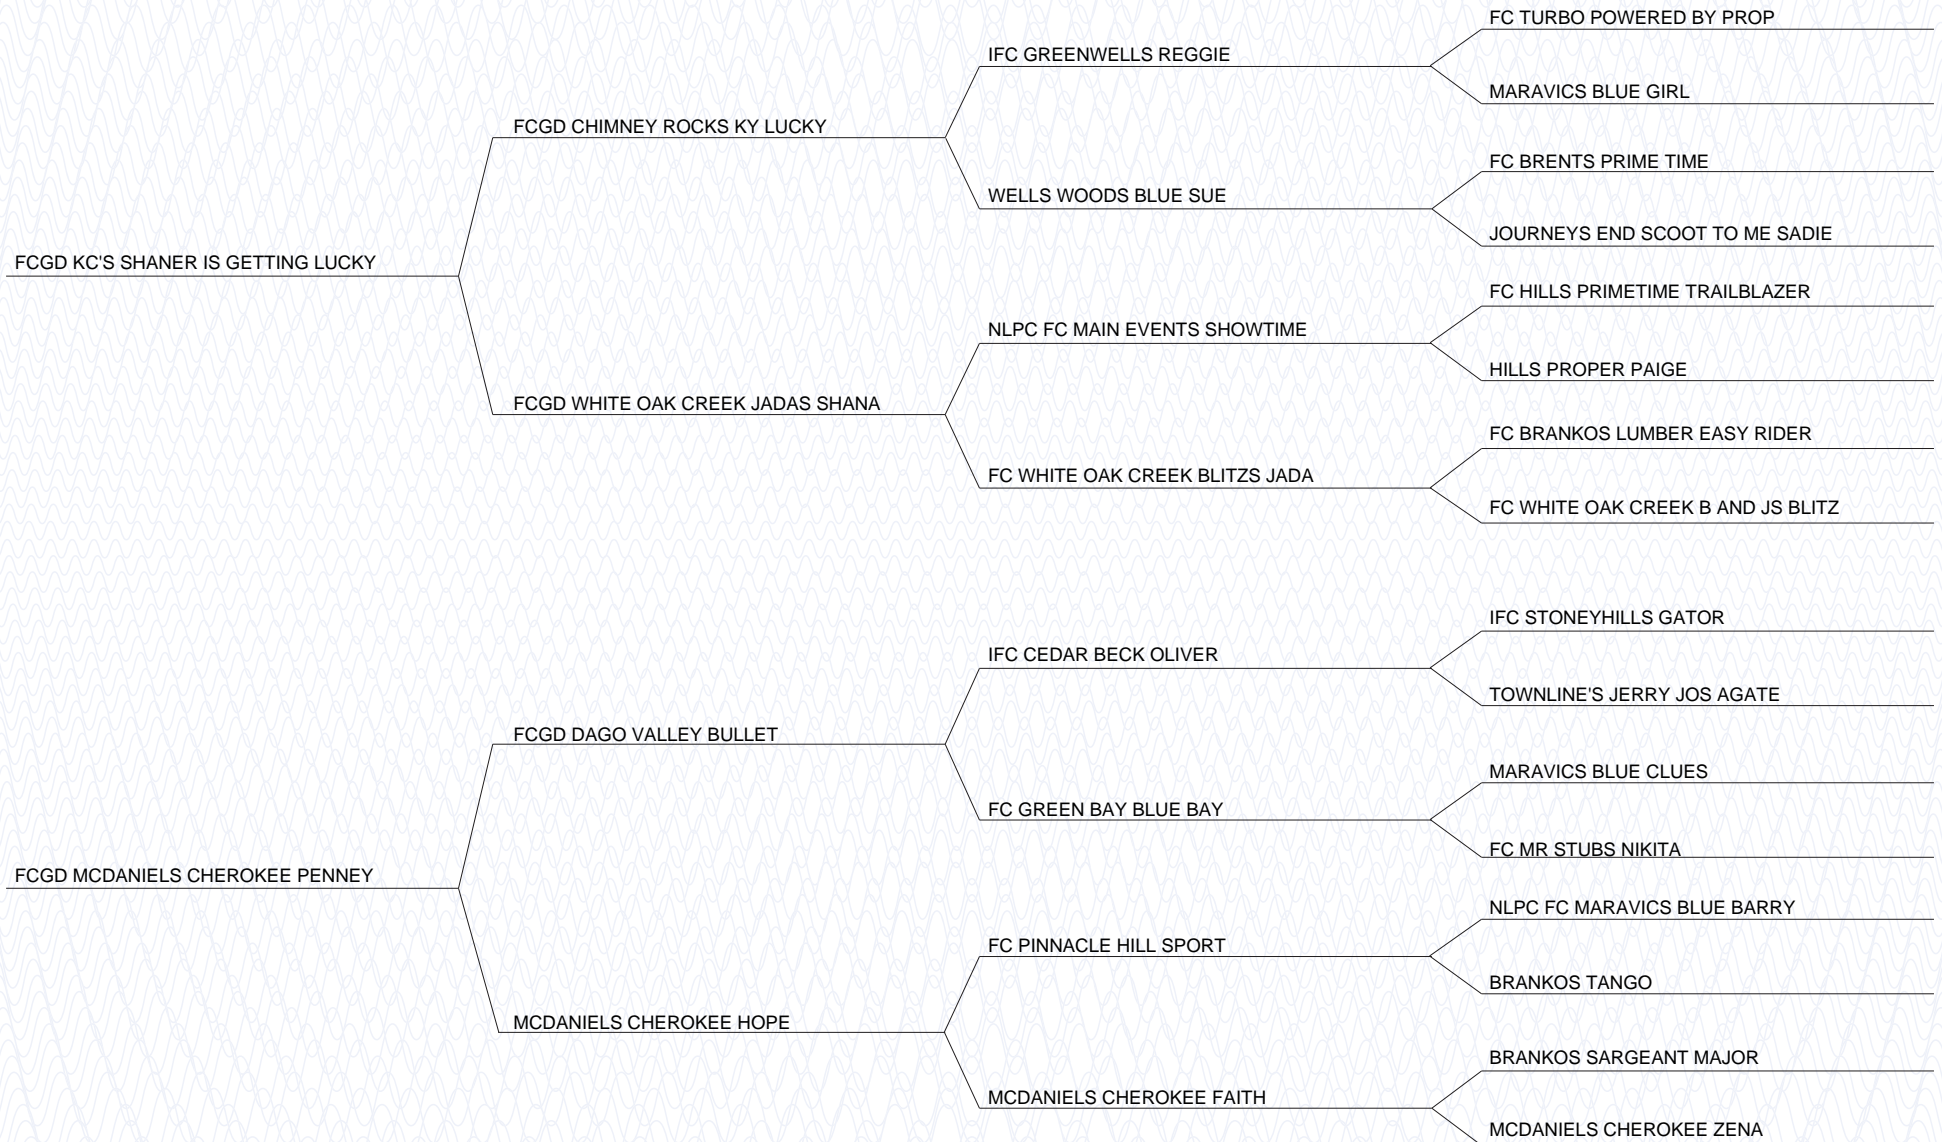 FC TURBO POWERED BY PROP
IFC GREENWELLS REGGIE
MARAVICS BLUE GIRL
FCGD CHIMNEY ROCKS KY LUCKY
FC BRENTS PRIME TIME
WELLS WOODS BLUE SUE
JOURNEYS END SCOOT TO ME SADIE
FCGD KC'S SHANER IS GETTING LUCKY
FC HILLS PRIMETIME TRAILBLAZER
NLPC FC MAIN EVENTS SHOWTIME
HILLS PROPER PAIGE
FCGD WHITE OAK CREEK JADAS SHANA
FC BRANKOS LUMBER EASY RIDER
FC WHITE OAK CREEK BLITZS JADA
FC WHITE OAK CREEK B AND JS BLITZ
IFC STONEYHILLS GATOR
IFC CEDAR BECK OLIVER
TOWNLINE'S JERRY JOS AGATE
FCGD DAGO VALLEY BULLET
MARAVICS BLUE CLUES
FC GREEN BAY BLUE BAY
FC MR STUBS NIKITA
FCGD MCDANIELS CHEROKEE PENNEY
NLPC FC MARAVICS BLUE BARRY
FC PINNACLE HILL SPORT
BRANKOS TANGO
MCDANIELS CHEROKEE HOPE
BRANKOS SARGEANT MAJOR
MCDANIELS CHEROKEE FAITH
MCDANIELS CHEROKEE ZENA